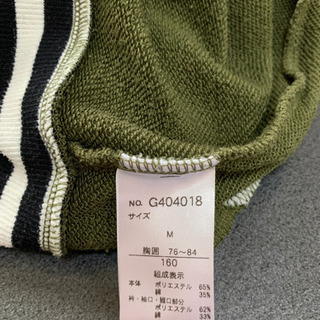 NO. G404018
サイズ
M
胸囲 76~84
160
組成表示
本体 ポリエステル 65%
綿 35%
衿・袖口・裾口部分
ポリエステル 62%
綿 33%